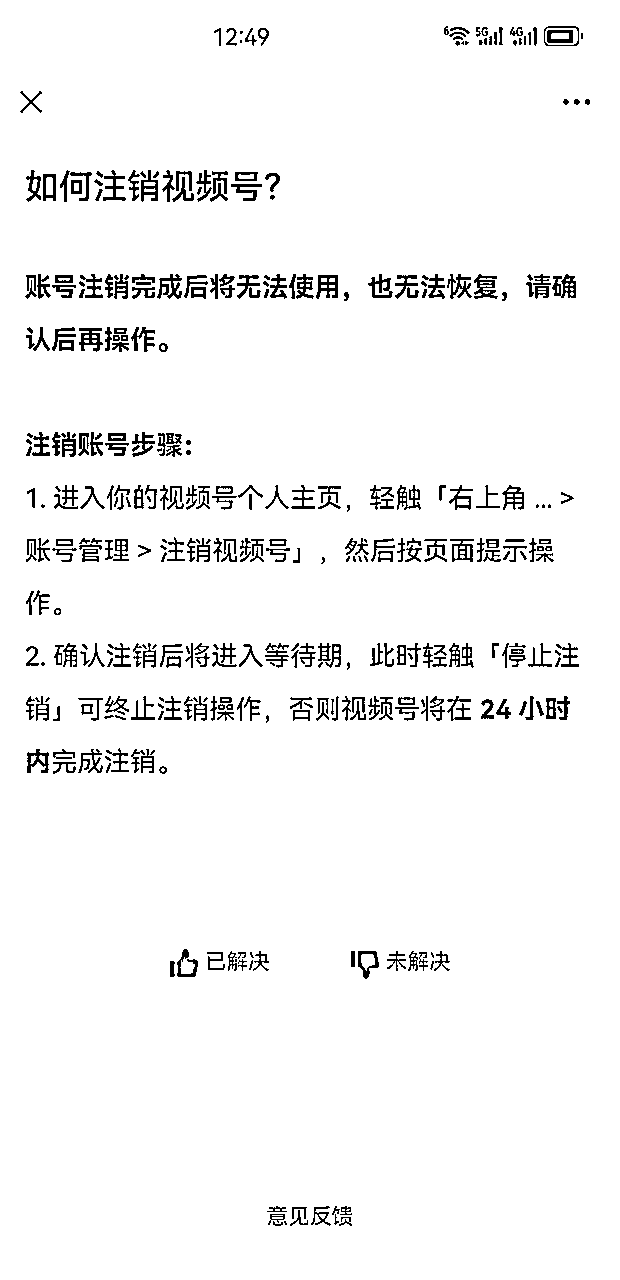 12:49
6 5G 4G
如何注销视频号？
账号注销完成后将无法使用，也无法恢复，请确
认后再操作。
注销账号步骤：
1. 进入你的视频号个人主页，轻触「右上角 ... >
账号管理 > 注销视频号」，然后按页面提示操
作。
2. 确认注销后将进入等待期，此时轻触「停止注
销」可终止注销操作，否则视频号将在 24 小时
内完成注销。
已解决 未解决
意见反馈